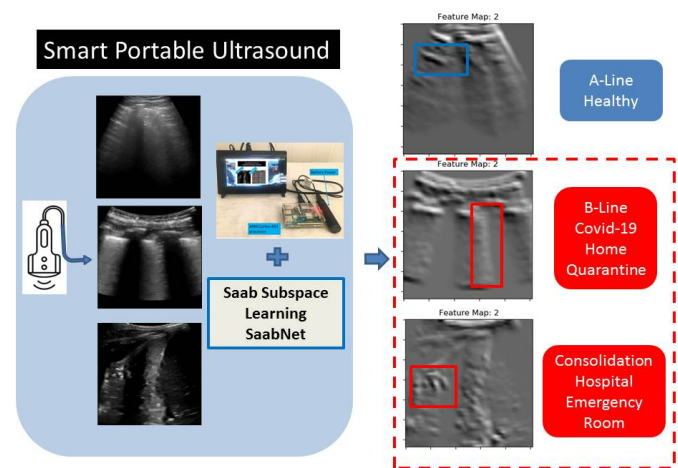 Smart Portable Ultrasound
Saab Subspace
Learning
SaabNet
Feature Map: 2
A-Line
Healthy
Feature Map: 2
B-Line
Covid-19
Home
Quarantine
Feature Map: 2
Consolidation
Hospital
Emergency
Room